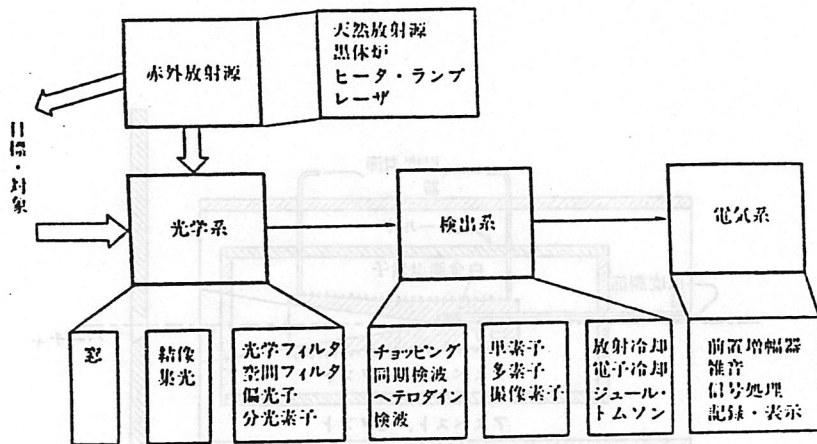 赤外放射源
天然放射源
黒体炉
ヒータ・ランプ
レーザ
目標・対象
光学系
検出系
電気系
窓
結像
集光
光学フィルタ
空間フィルタ
偏光子
分光素子
チョッピング
同期検波
ヘテロダイン
検波
単素子
多素子
撮像素子
放射冷却
電子冷却
ジュール・
トムソン
前置増幅器
雑音
信号処理
記録・表示